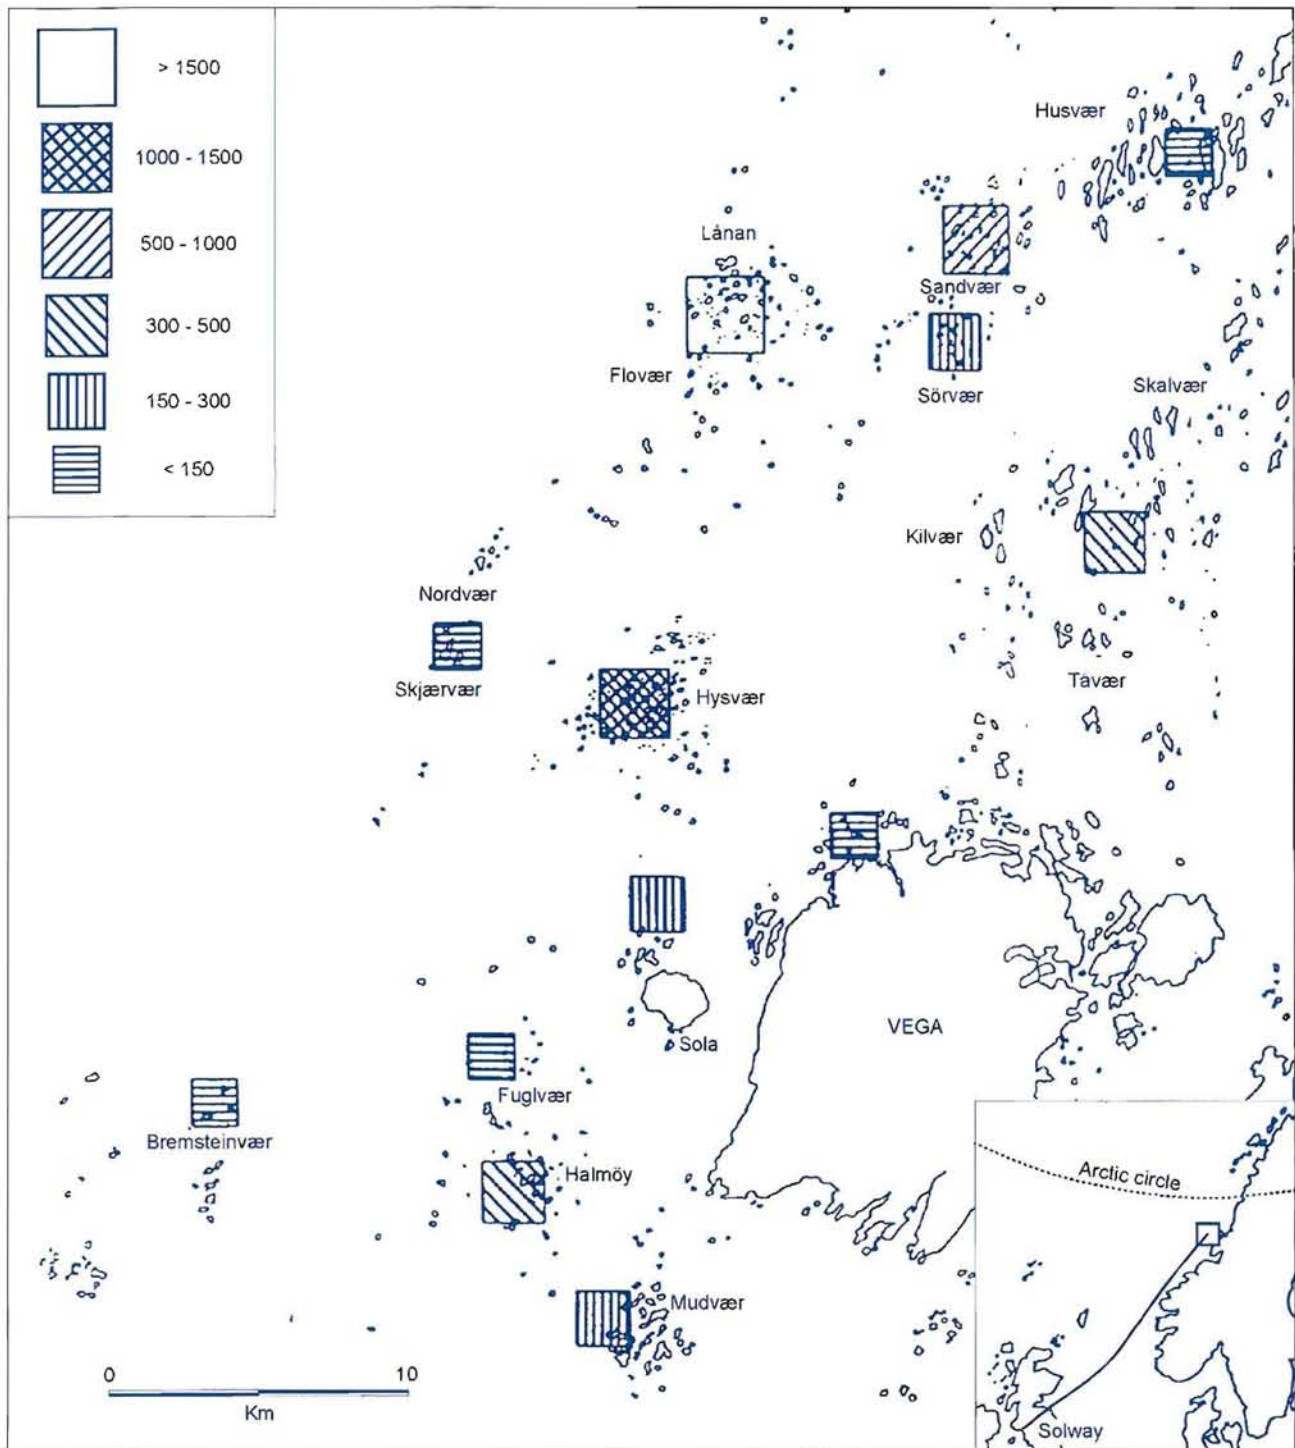 > 1500
1000 - 1500
500 - 1000
300 - 500
150 - 300
< 150
Husvær
Lånan
Sandvær
Flovær
Sörvær
Skalvær
Kilvær
Nordvær
Skjærvær
Hysvær
Tåvær
VEGA
Sola
Fuglvær
Bremsteinvær
Halmöy
Mudvær
0 10
Km
Arctic circle
Solway